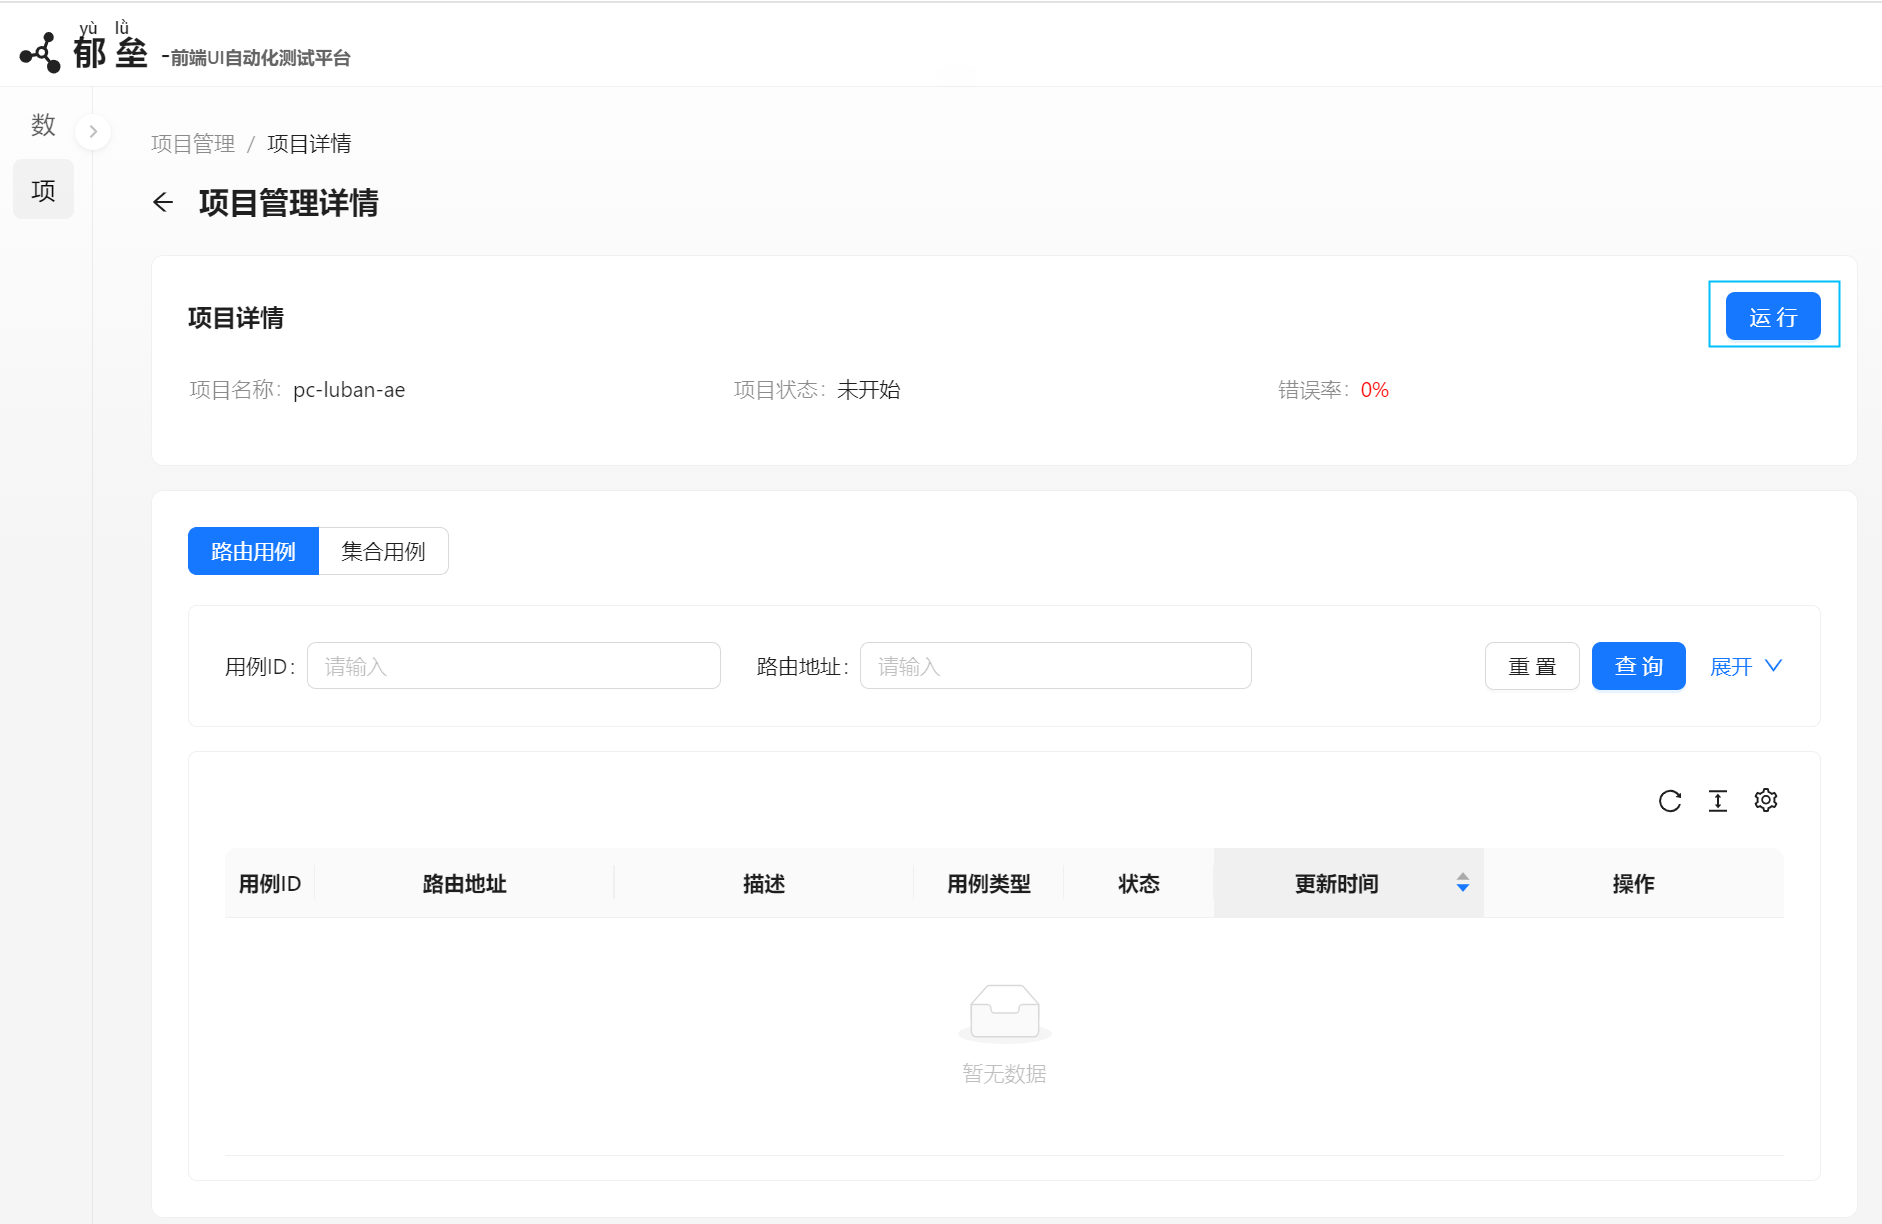 yù lǜ
郁垒 -前端UI自动化测试平台
数
项目管理 / 项目详情
项
项目管理详情
项目详情
运 行
项目名称: pc-luban-ae 项目状态: 未开始 错误率: 0%
路由用例 集合用例
用例ID: 请输入 路由地址: 请输入 重 置 查 询 展开
用例ID 路由地址 描述 用例类型 状态 更新时间 操作
暂无数据